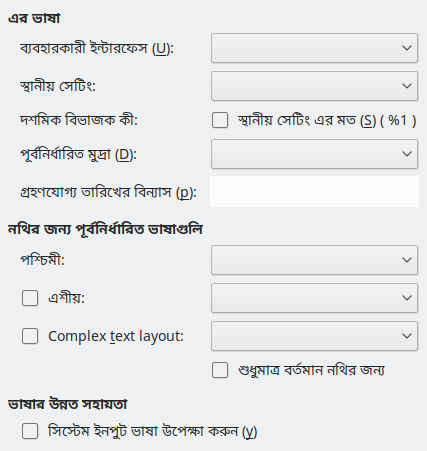 এর ভাষা
ব্যবহারকারী ইন্টারফেস (U):
স্থানীয় সেটিং:
দশমিক বিভাজক কী: স্থানীয় সেটিং এর মত (S) ( %1 )
পূর্বনির্ধারিত মুদ্রা (D):
গ্রহণযোগ্য তারিখের বিন্যাস (p):
নথির জন্য পূর্বনির্ধারিত ভাষাগুলি
পশ্চিমী:
এশীয়:
Complex text layout:
শুধুমাত্র বর্তমান নথির জন্য
ভাষার উন্নত সহায়তা
সিস্টেম ইনপুট ভাষা উপেক্ষা করুন (y)